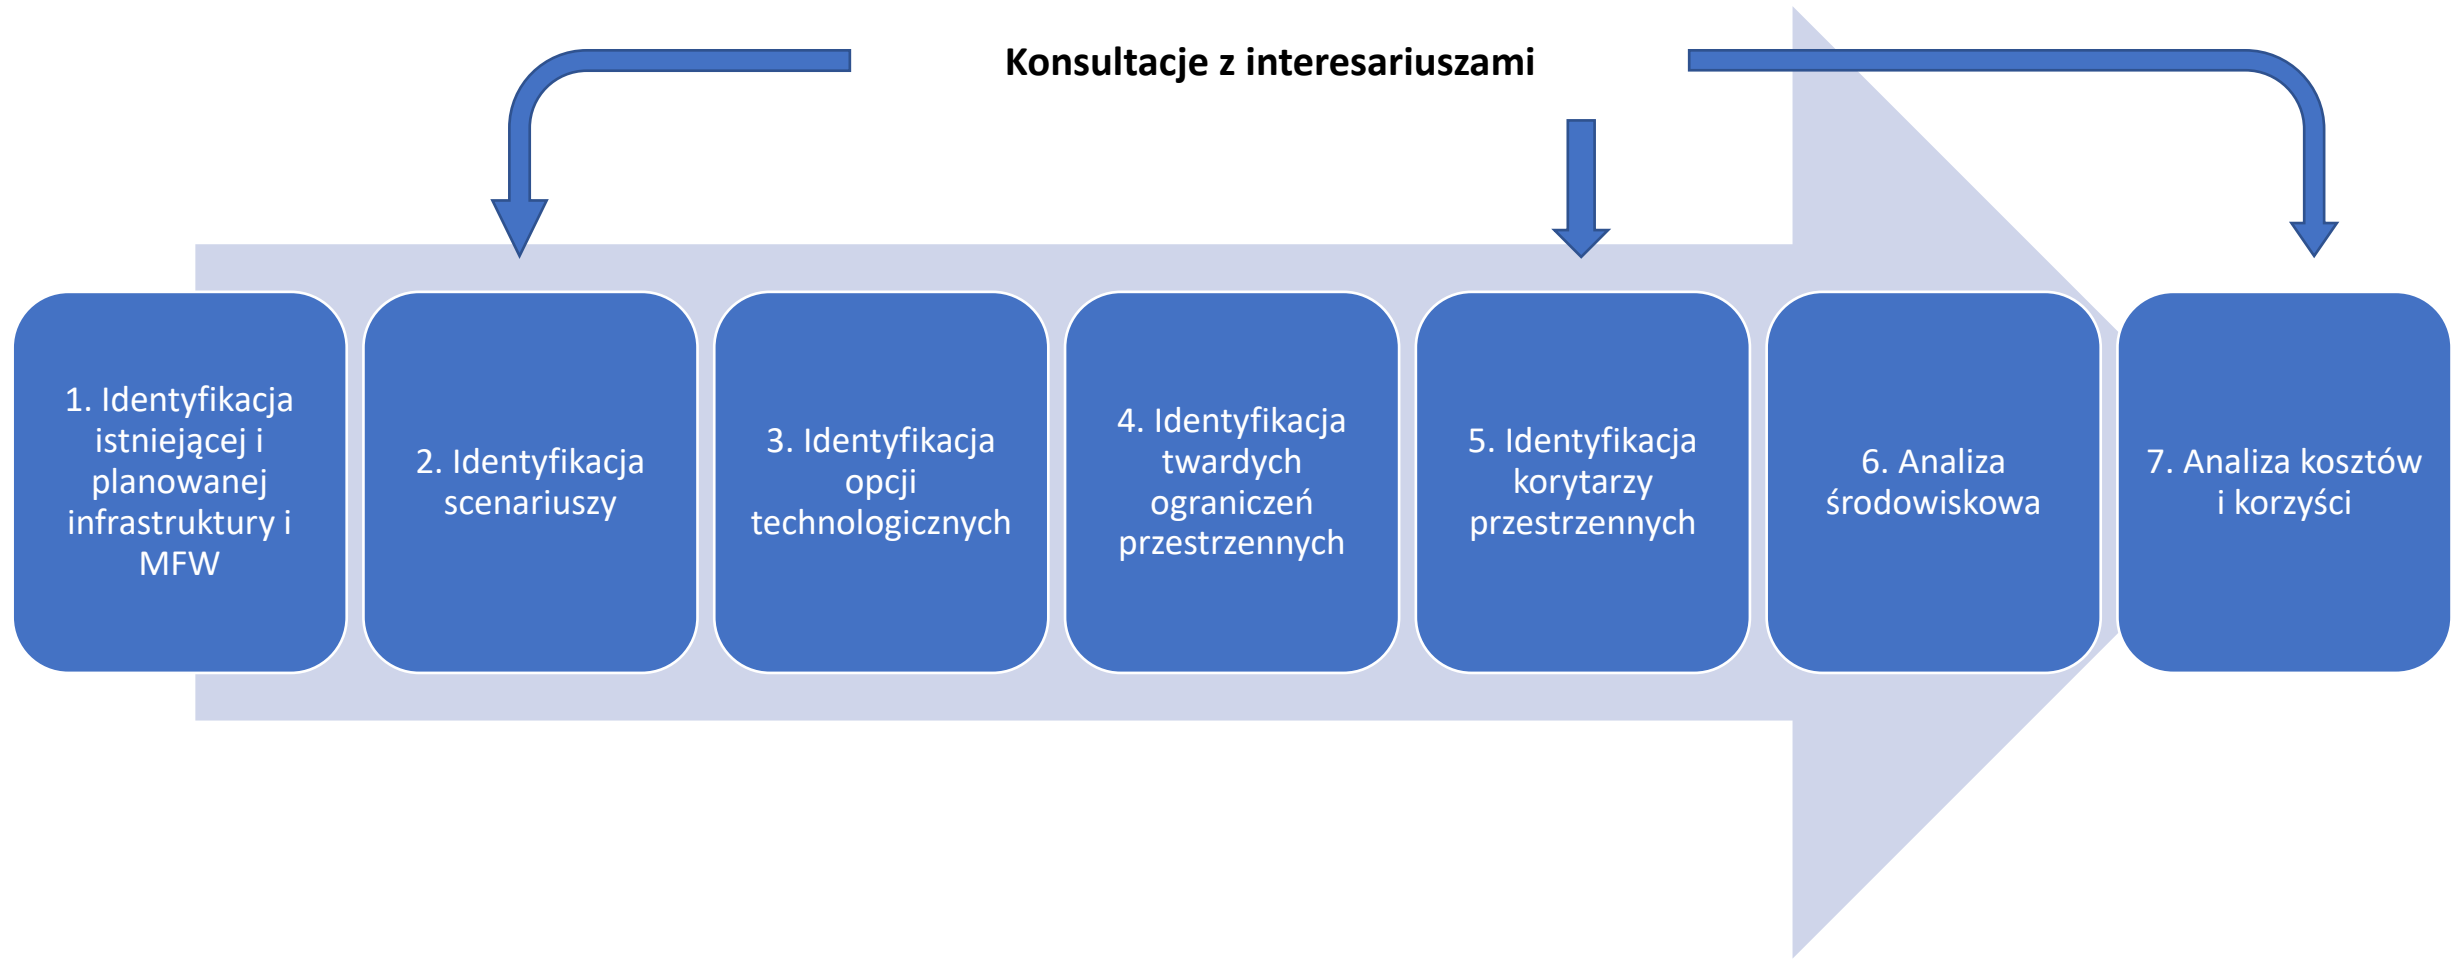 Konsultacje z interesariuszami
1. Identyfikacja
istniejącej i
planowanej
infrastruktury i
MFW
2. Identyfikacja
scenariuszy
3. Identyfikacja
opcji
technologicznych
4. Identyfikacja
twardych
ograniczeń
przestrzennych
5. Identyfikacja
korytarzy
przestrzennych
6. Analiza
środowiskowa
7. Analiza kosztów
i korzyści